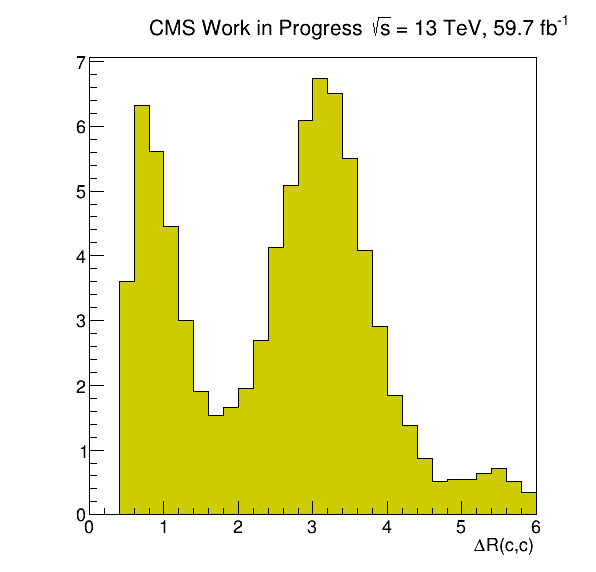 CMS Work in Progress √s = 13 TeV, 59.7 fb⁻¹
7
6
5
4
3
2
1
0
0 1 2 3 4 5 6
ΔR(c,c)